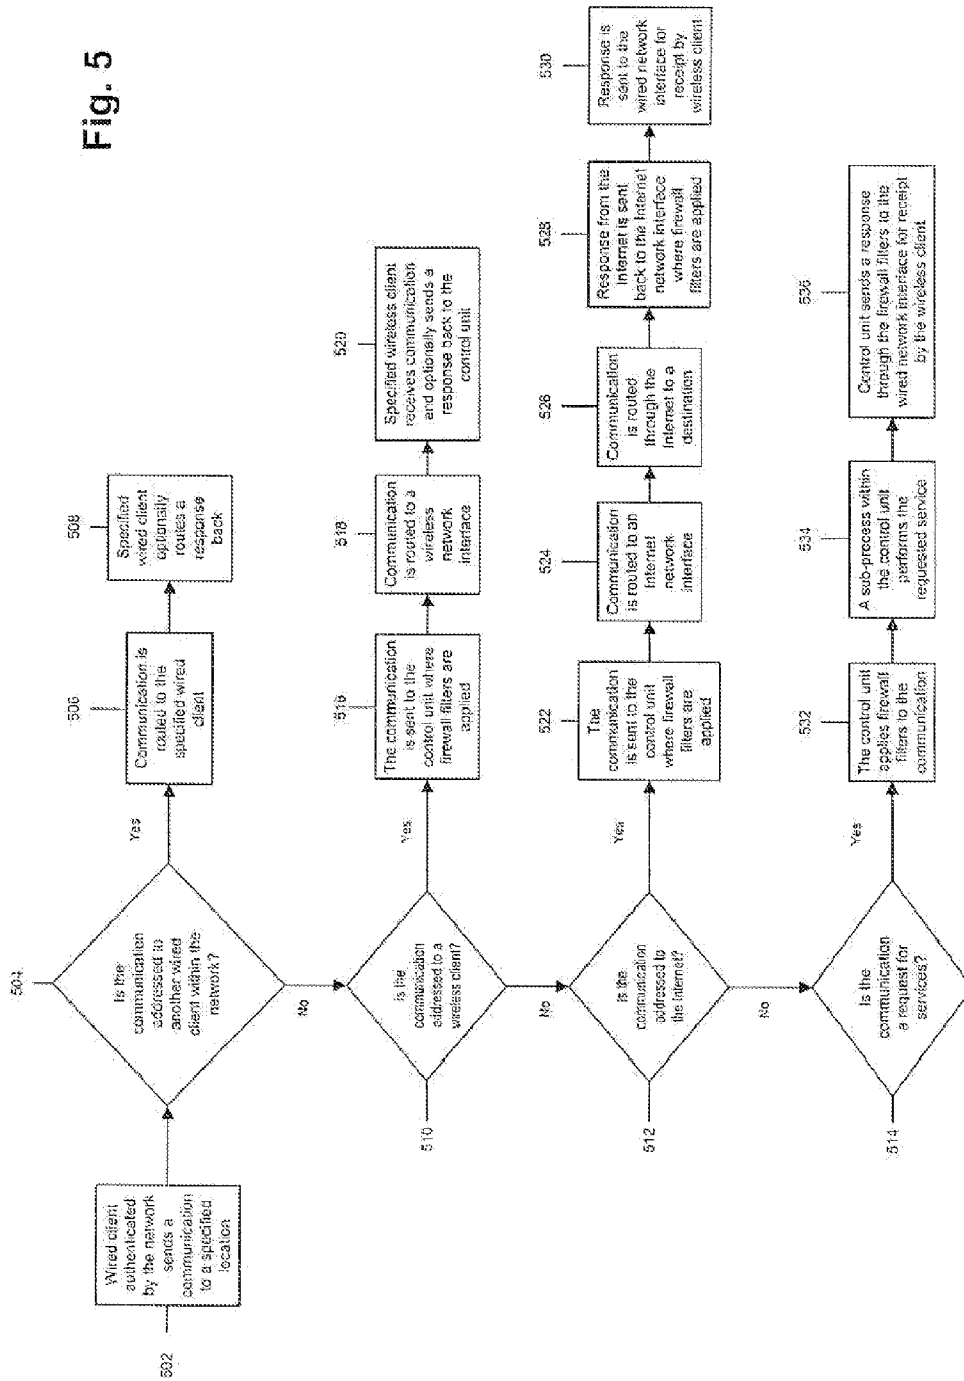 Fig. 5
502
Wired client
authenticated
by the network
sends a
communication
to a specified
location
504
Is the
communication
addressed to
another wired
client within the
network?
Yes
506
Communication is
routed to the
specified wired
client
508
Specified
wired client
optionally
routes a
response
back
No
510
Is the
communication
addressed to a
wireless client?
Yes
516
The communication
is sent to the
control unit where
firewall filters are
applied
518
Communication
is routed to a
wireless
network
interface
520
Specified wireless client
receives communication
and optionally sends a
response back to the
control unit
No
512
Is the
communication
addressed to
the Internet?
Yes
522
The
communication
is sent to the
control unit
where firewall
filters are
applied
524
Communication
is routed to an
Internet
network
interface
526
Communication
is routed
through the
Internet to a
destination
528
Response from the
Internet is sent
back to the Internet
network interface
where firewall
filters are applied
530
Response is
sent to the
wired network
interface for
receipt by
wireless client
No
514
Is the
communication
a request for
services?
Yes
532
The control unit
applies firewall
filters to the
communication
534
A sub-process within
the control unit
performs the
requested service
536
Control unit sends a response
through the firewall filters to the
wired network interface for receipt
by the wireless client